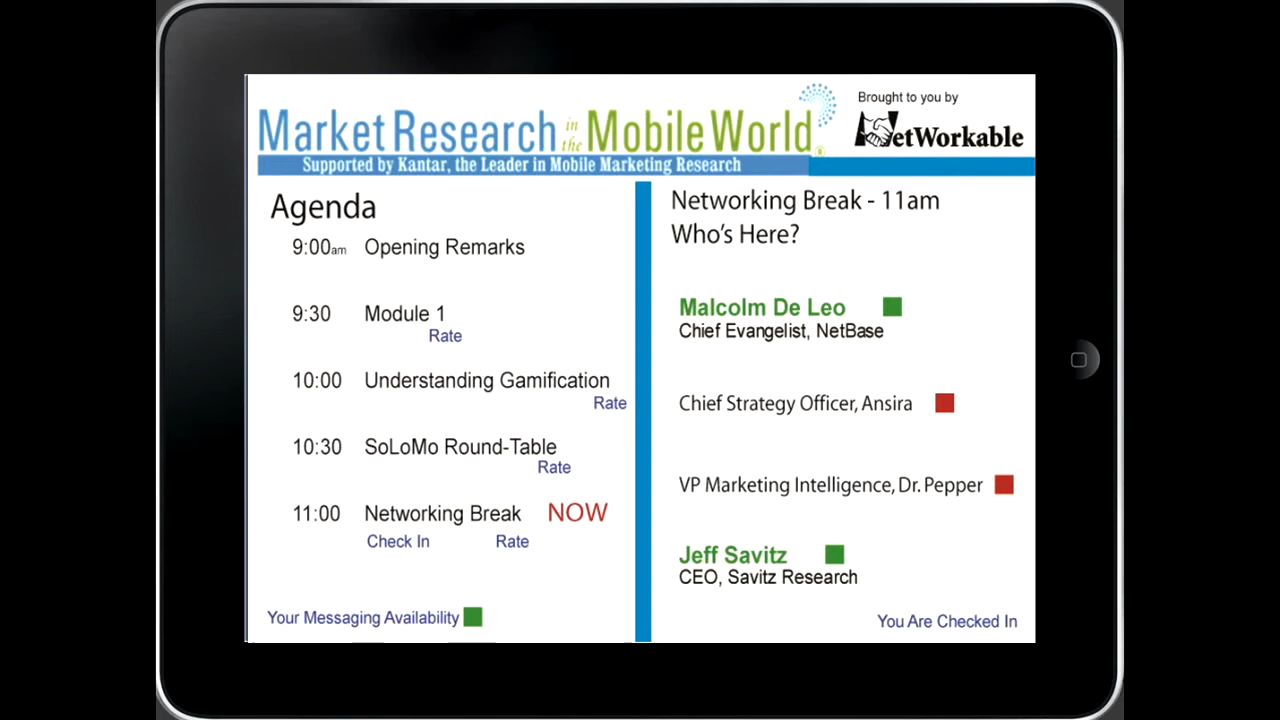 Market Research in the Mobile World
Supported by Kantar, the Leader in Mobile Marketing Research
Brought to you by
NetWorkable
Agenda
9:00am Opening Remarks
9:30 Module 1
Rate
10:00 Understanding Gamification
Rate
10:30 SoLoMo Round-Table
Rate
11:00 Networking Break NOW
Check In Rate
Your Messaging Availability
Networking Break - 11am
Who's Here?
Malcolm De Leo
Chief Evangelist, NetBase
Chief Strategy Officer, Ansira
VP Marketing Intelligence, Dr. Pepper
Jeff Savitz
CEO, Savitz Research
You Are Checked In